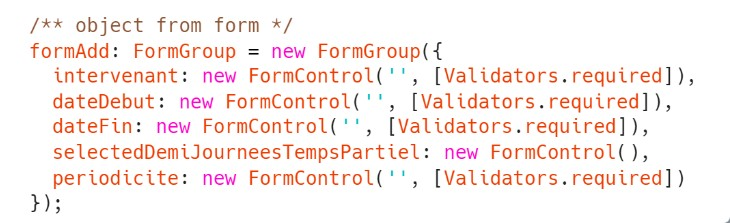 /** object from form */
formAdd: FormGroup = new FormGroup({
  intervenant: new FormControl('', [Validators.required]),
  dateDebut: new FormControl('', [Validators.required]),
  dateFin: new FormControl('', [Validators.required]),
  selectedDemiJourneesTempsPartiel: new FormControl(),
  periodicite: new FormControl('', [Validators.required])
});